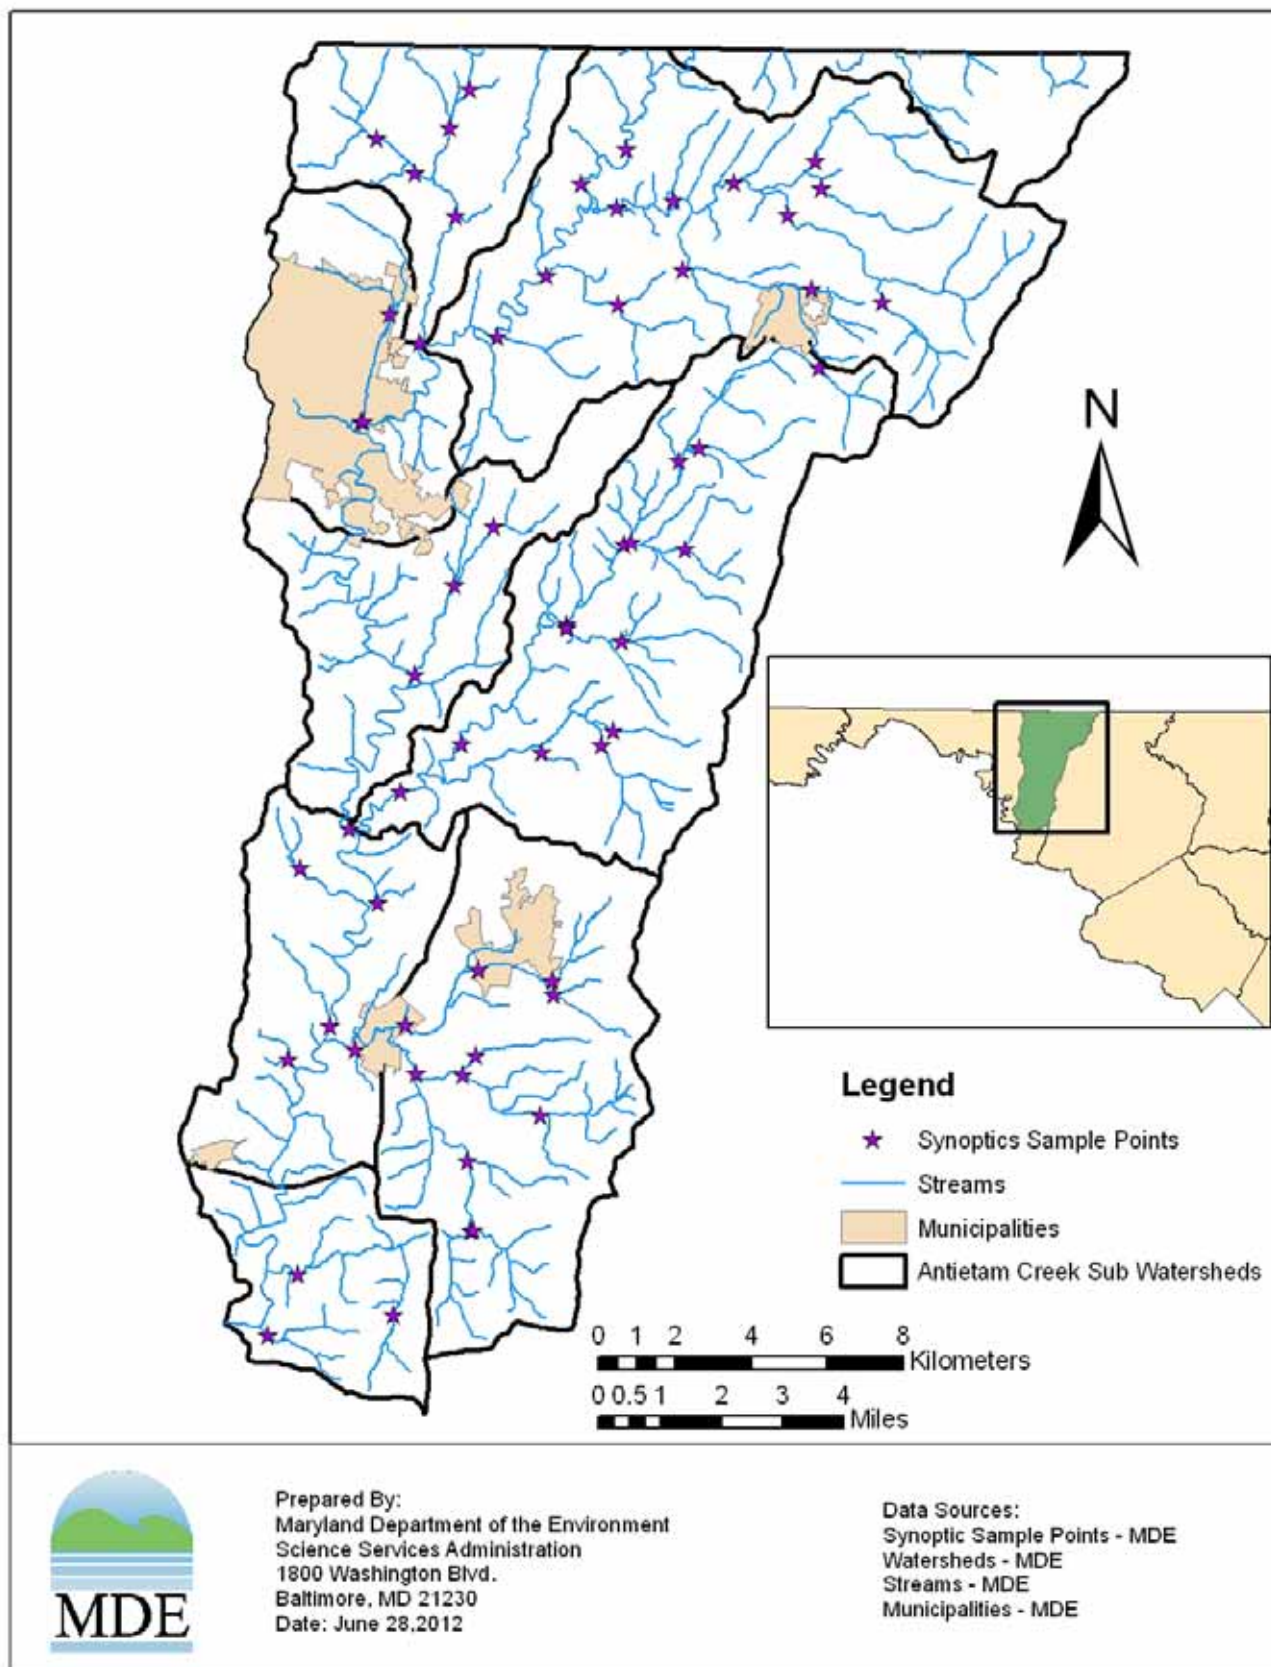 N
Legend
Synoptics Sample Points
Streams
Municipalities
Antietam Creek Sub Watersheds
0 1 2 4 6 8
Kilometers
0 0.5 1 2 3 4
Miles
MDE
Prepared By:
Maryland Department of the Environment
Science Services Administration
1800 Washington Blvd.
Baltimore, MD 21230
Date: June 28,2012
Data Sources:
Synoptic Sample Points - MDE
Watersheds - MDE
Streams - MDE
Municipalities - MDE